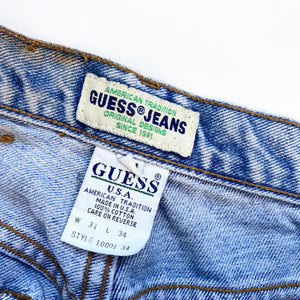 AMERICAN TRADITION
GUESS®JEANS
ORIGINAL DESIGNS
SINCE 1981
GUESS
U.S.A.
AMERICAN TRADITION
MADE IN U.S.A
100% COTTON
CARE ON REVERSE
W 31 L 34
STYLE 10001 34